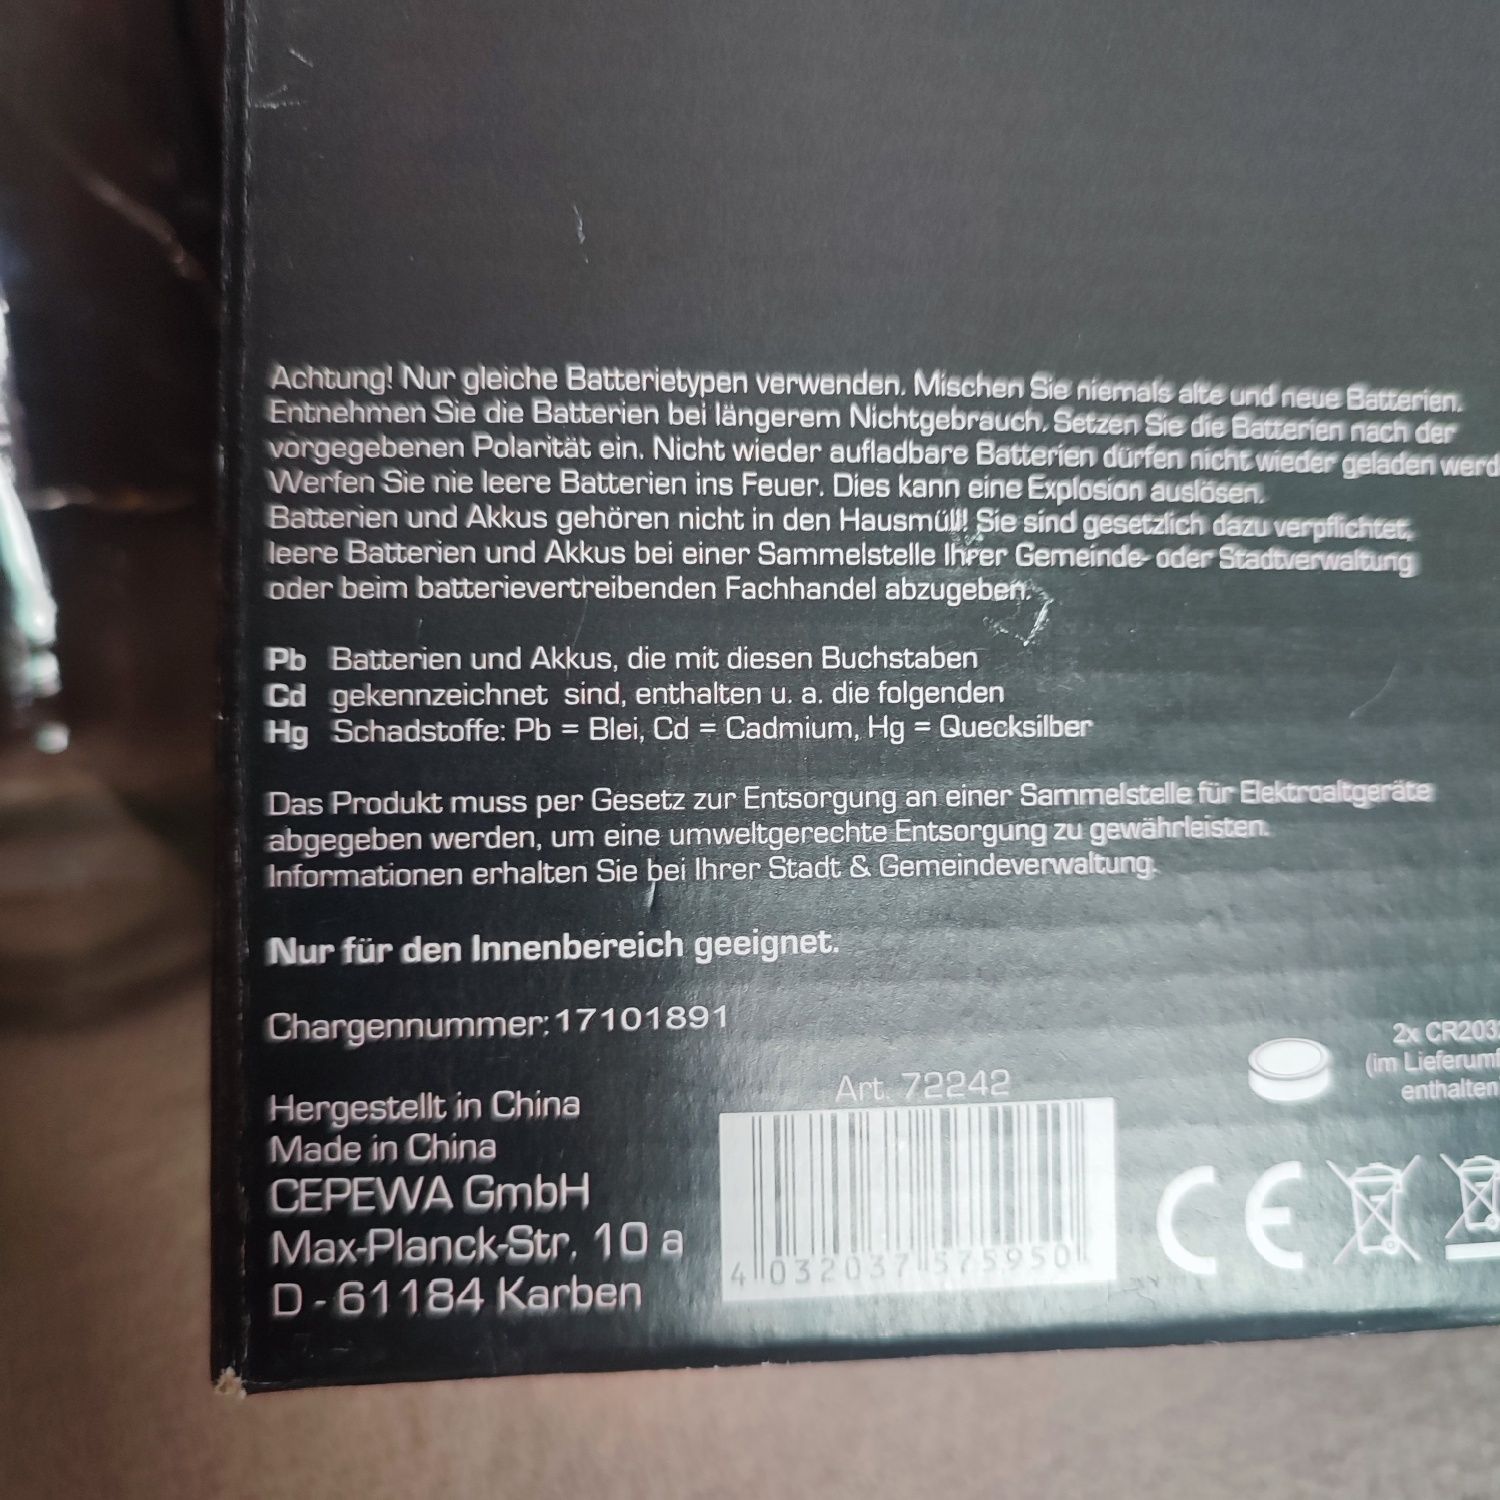 Achtung! Nur gleiche Batterietypen verwenden. Mischen Sie niemals alte und neue Batterien.
Entnehmen Sie die Batterien bei längerem Nichtgebrauch. Setzen Sie die Batterien nach der
vorgegebenen Polarität ein. Nicht wieder aufladbare Batterien dürfen nicht wieder geladen werd
Werfen Sie nie leere Batterien ins Feuer. Dies kann eine Explosion auslösen.
Batterien und Akkus gehören nicht in den Hausmüll! Sie sind gesetzlich dazu verpflichtet,
leere Batterien und Akkus bei einer Sammelstelle Ihrer Gemeinde- oder Stadtverwaltung
oder beim batterievertreibenden Fachhandel abzugeben.
Pb Batterien und Akkus, die mit diesen Buchstaben
Cd gekennzeichnet sind, enthalten u. a. die folgenden
Hg Schadstoffe: Pb = Blei, Cd = Cadmium, Hg = Quecksilber
Das Produkt muss per Gesetz zur Entsorgung an einer Sammelstelle für Elektroaltgeräte
abgegeben werden, um eine umweltgerechte Entsorgung zu gewährleisten.
Informationen erhalten Sie bei Ihrer Stadt & Gemeindeverwaltung.
Nur für den Innenbereich geeignet.
Chargennummer: 17101891
Hergestellt in China
Made in China
CEPEWA GmbH
Max-Planck-Str. 10 a
D - 61184 Karben
Art. 72242
4 032037 575950
2x CR203
(im Lieferumf
enthalten
CE